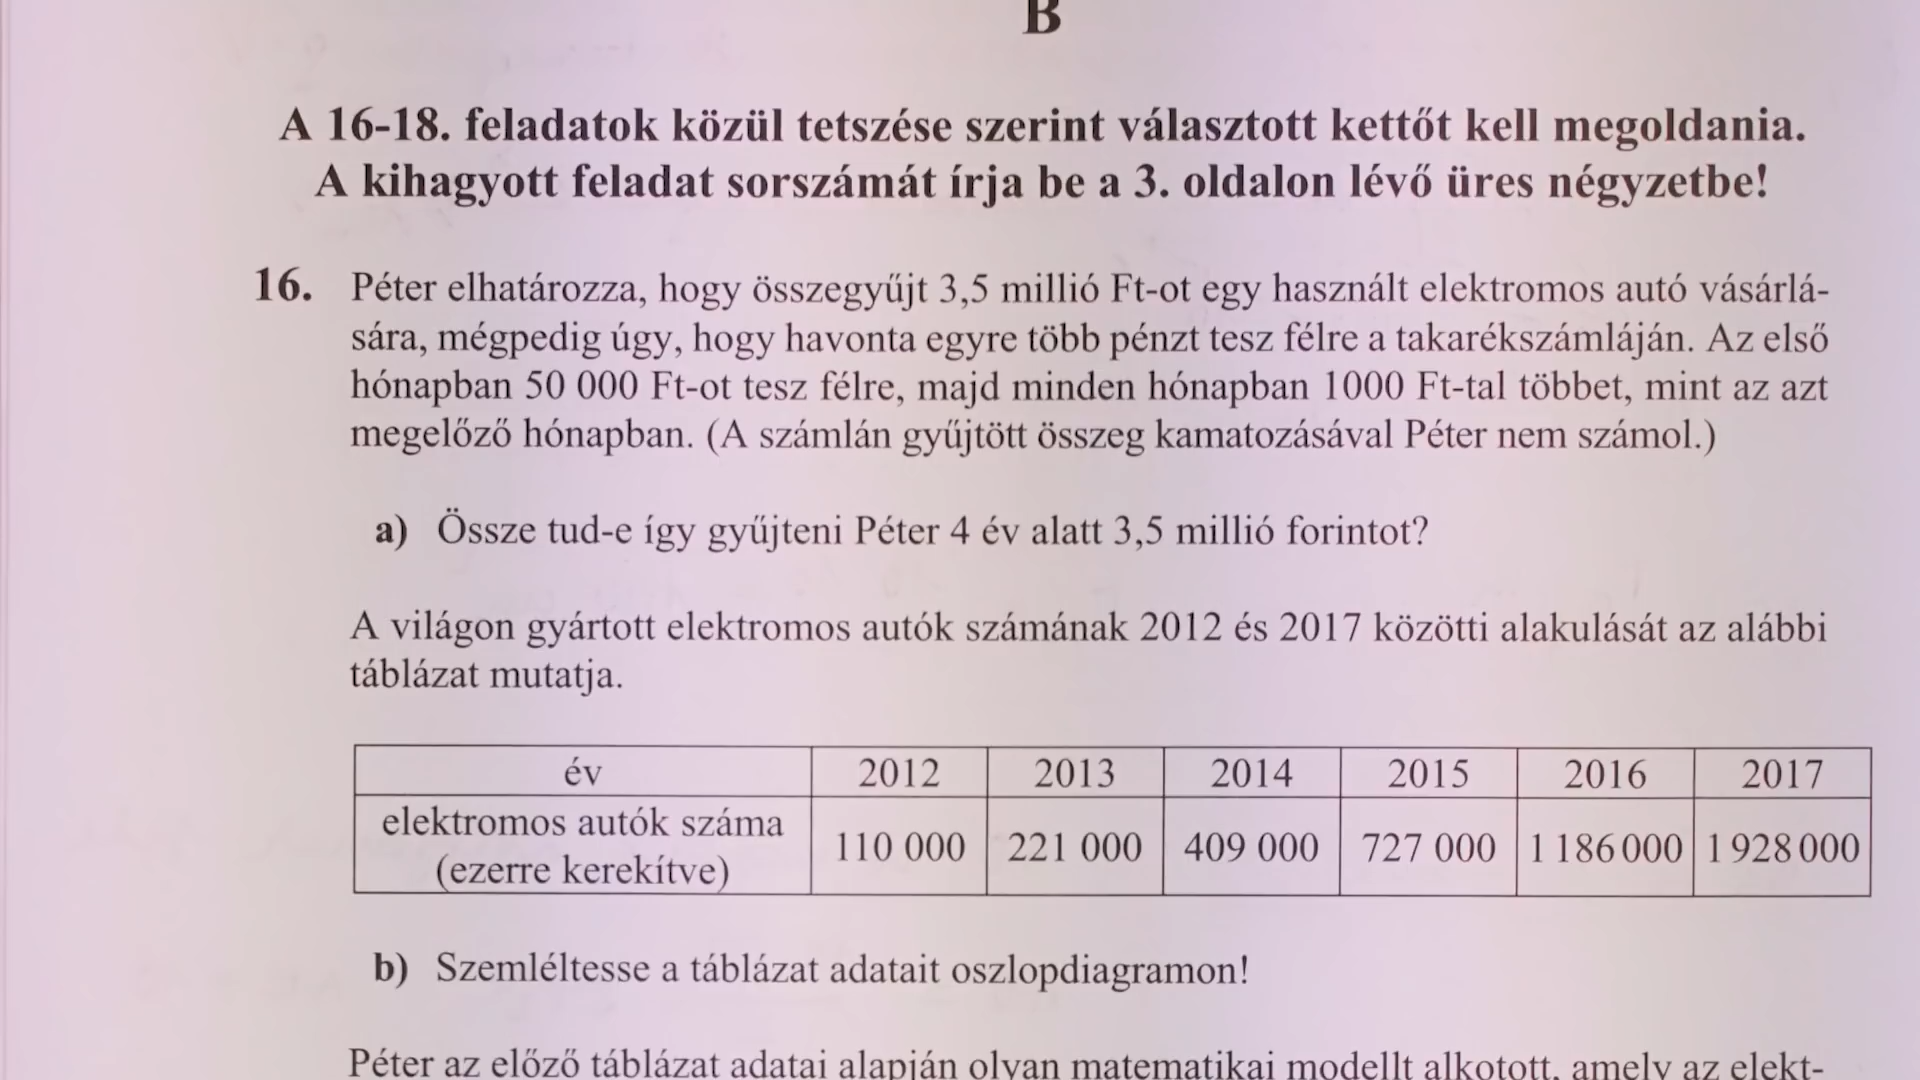 B
A 16-18. feladatok közül tetszése szerint választott kettőt kell megoldania.
A kihagyott feladat sorszámát írja be a 3. oldalon lévő üres négyzetbe!
16. Péter elhatározza, hogy összegyűjt 3,5 millió Ft-ot egy használt elektromos autó vásárlá-
sára, mégpedig úgy, hogy havonta egyre több pénzt tesz félre a takarékszámláján. Az első
hónapban 50 000 Ft-ot tesz félre, majd minden hónapban 1000 Ft-tal többet, mint az azt
megelőző hónapban. (A számlán gyűjtött összeg kamatozásával Péter nem számol.)
a) Össze tud-e így gyűjteni Péter 4 év alatt 3,5 millió forintot?
A világon gyártott elektromos autók számának 2012 és 2017 közötti alakulását az alábbi
táblázat mutatja.
év 2012 2013 2014 2015 2016 2017
elektromos autók száma
(ezerre kerekítve) 110 000 221 000 409 000 727 000 1 186 000 1 928 000
b) Szemléltesse a táblázat adatait oszlopdiagramon!
Péter az előző táblázat adatai alapján olyan matematikai modellt alkotott, amely az elekt-